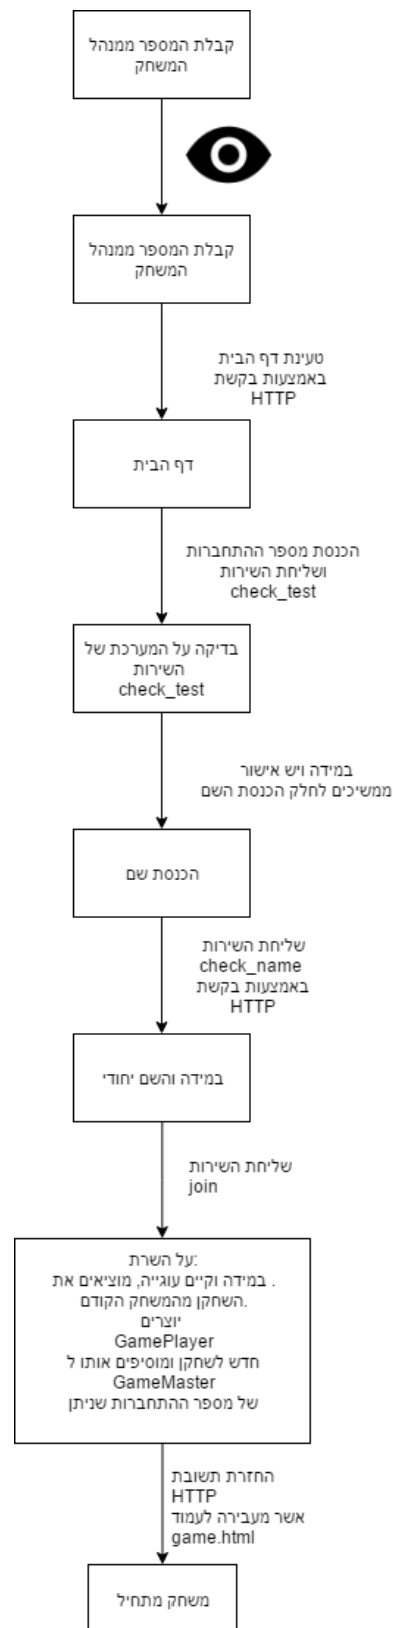 קבלת המספר ממנהל
המשחק
קבלת המספר ממנהל
המשחק
טעינת דף הבית
באמצעות בקשת
HTTP
דף הבית
הכנסת מספר ההתחברות
ושליחת השירות
check_test
בדיקה על המערכת של
השירות
check_test
במידה ויש אישור
ממשיכים לחלק הכנסת השם
הכנסת שם
שליחת השירות
check_name
באמצעות בקשת
HTTP
במידה והשם יחודי
שליחת השירות
join
על השרת:
במידה וקיים עוגייה, מוציאים את .
השחקן מהמשחק הקודם.
יוצרים
GamePlayer
חדש לשחקן ומוסיפים אותו ל
GameMaster
של מספר ההתחברות שניתן
החזרת תשובת
HTTP
אשר מעבירה לעמוד
game.html
משחק מתחיל